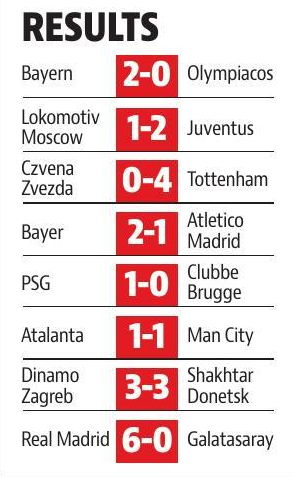 RESULTS
Bayern 2-0 Olympiacos
Lokomotiv Moscow 1-2 Juventus
Czvena Zvezda 0-4 Tottenham
Bayer 2-1 Atletico Madrid
PSG 1-0 Clubbe Brugge
Atalanta 1-1 Man City
Dinamo Zagreb 3-3 Shakhtar Donetsk
Real Madrid 6-0 Galatasaray